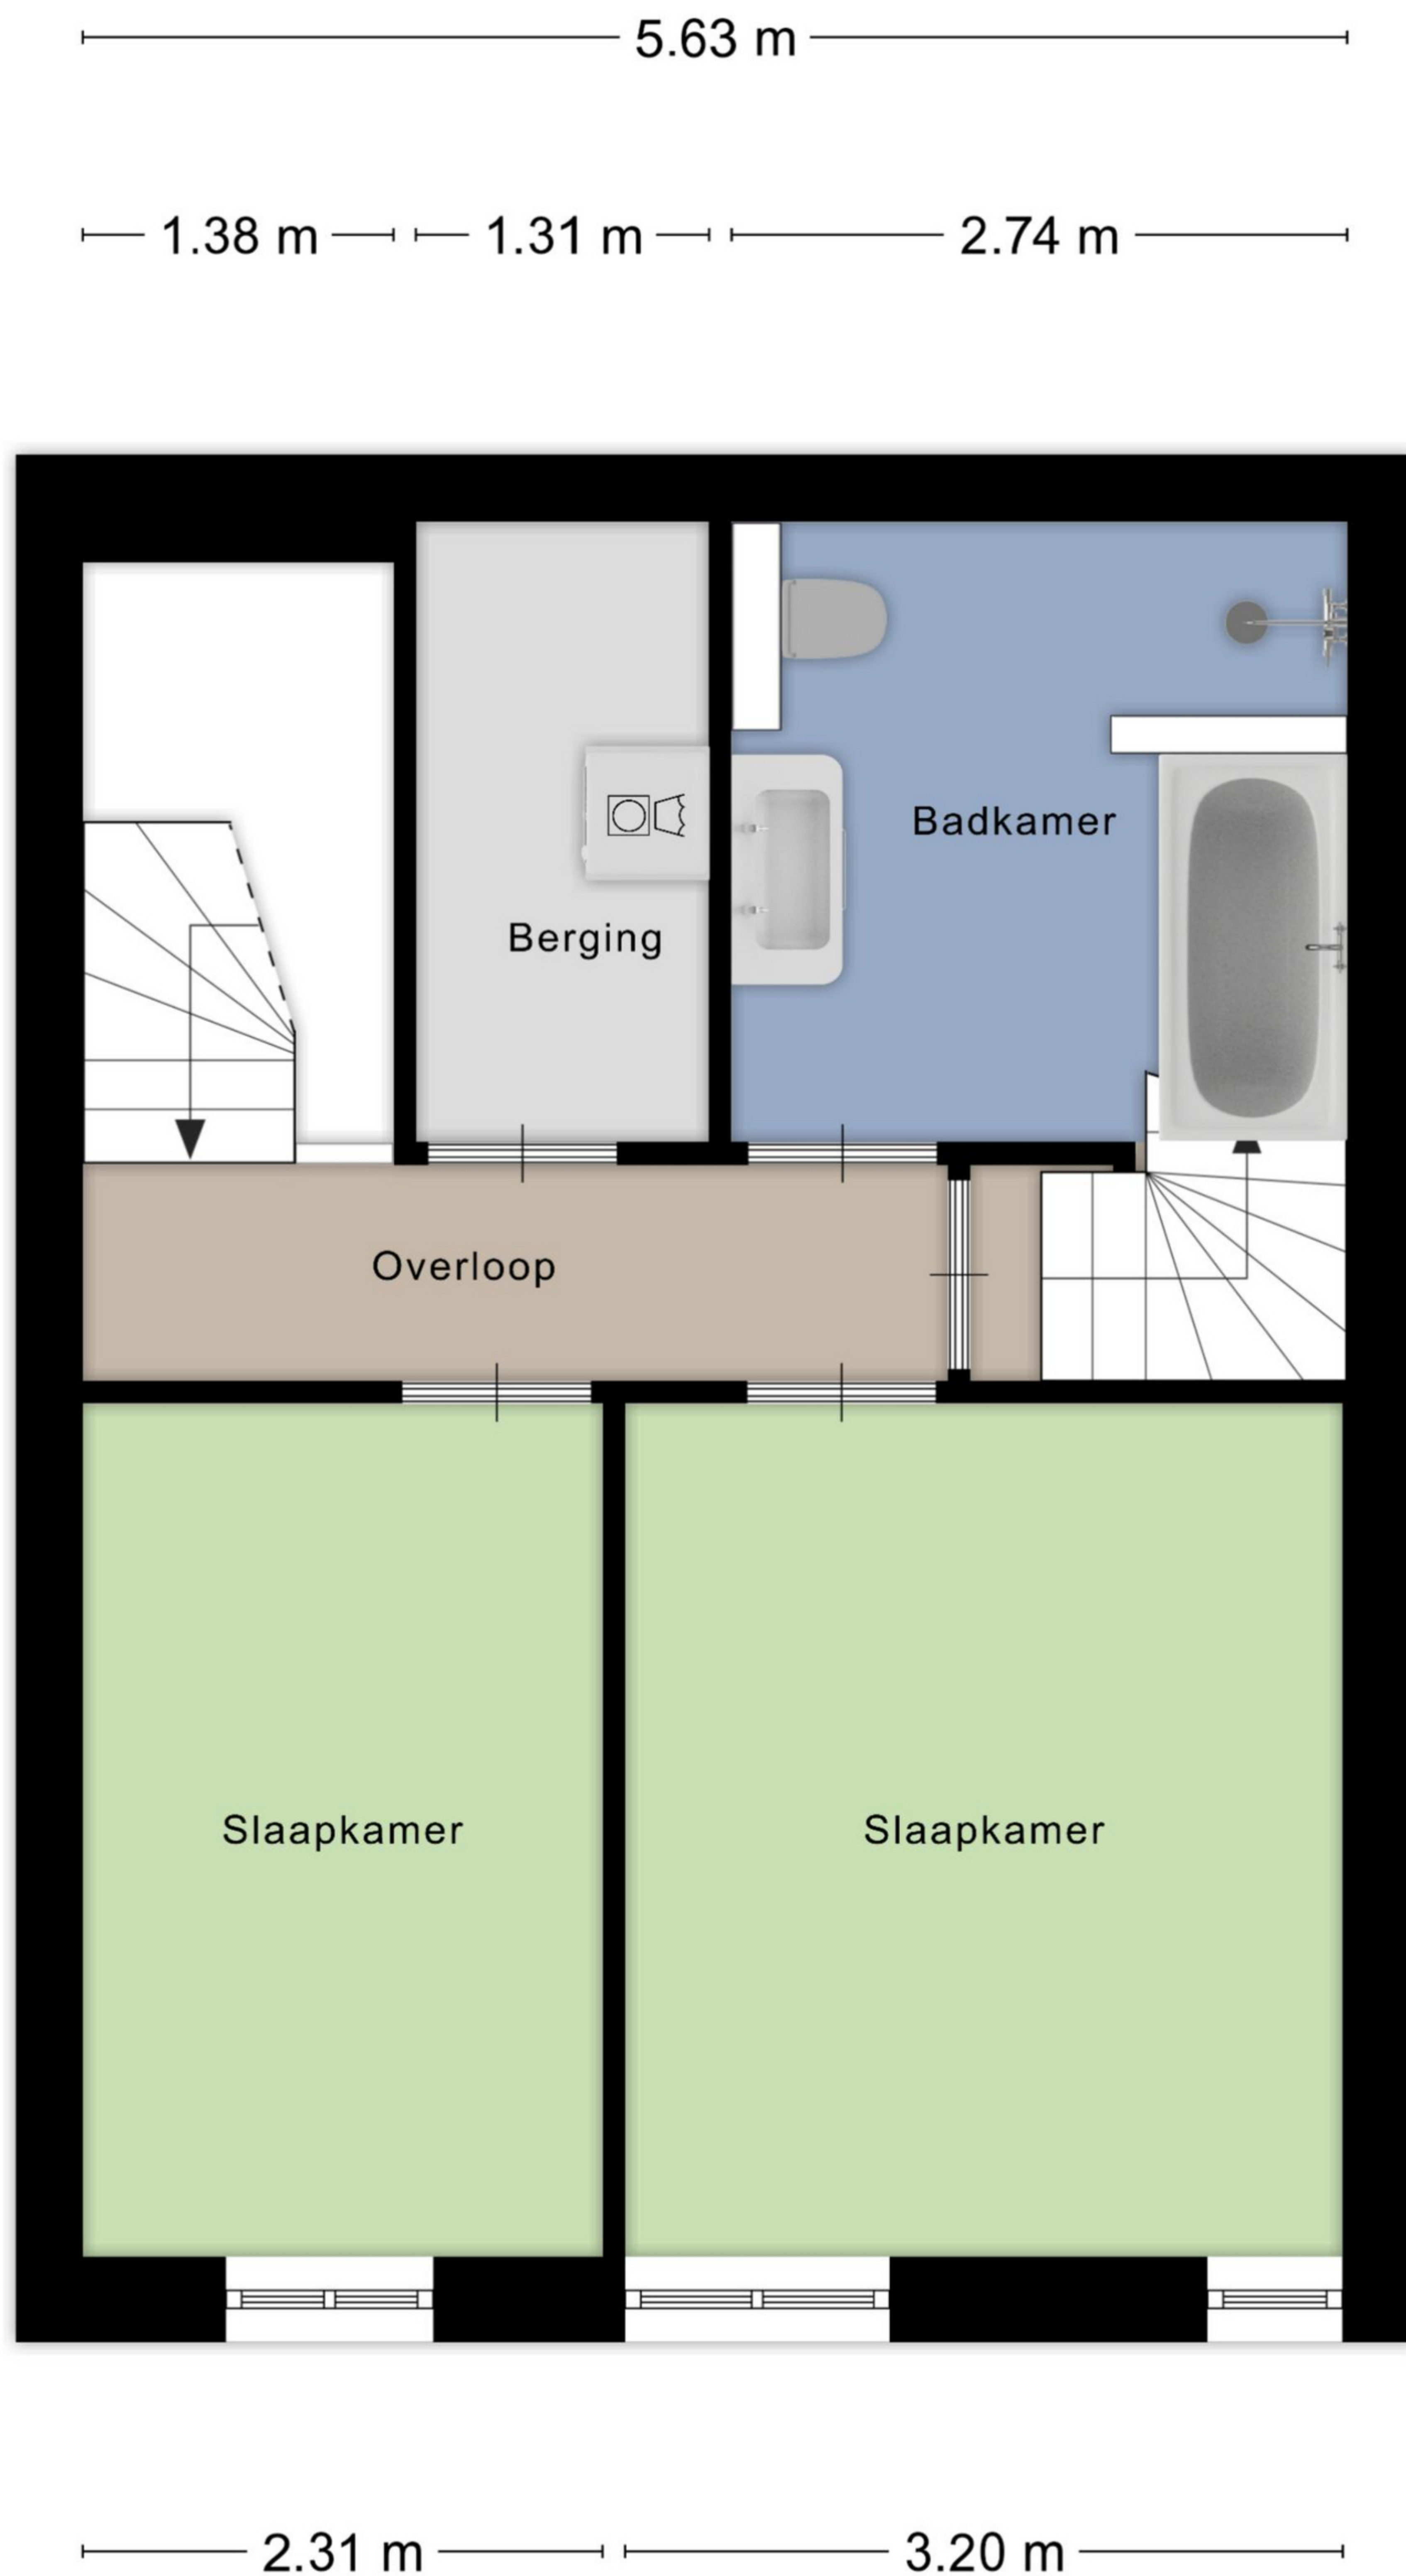 5.63 m
1.38 m
1.31 m
2.74 m
Badkamer
Berging
Overloop
Slaapkamer
Slaapkamer
2.31 m
3.20 m